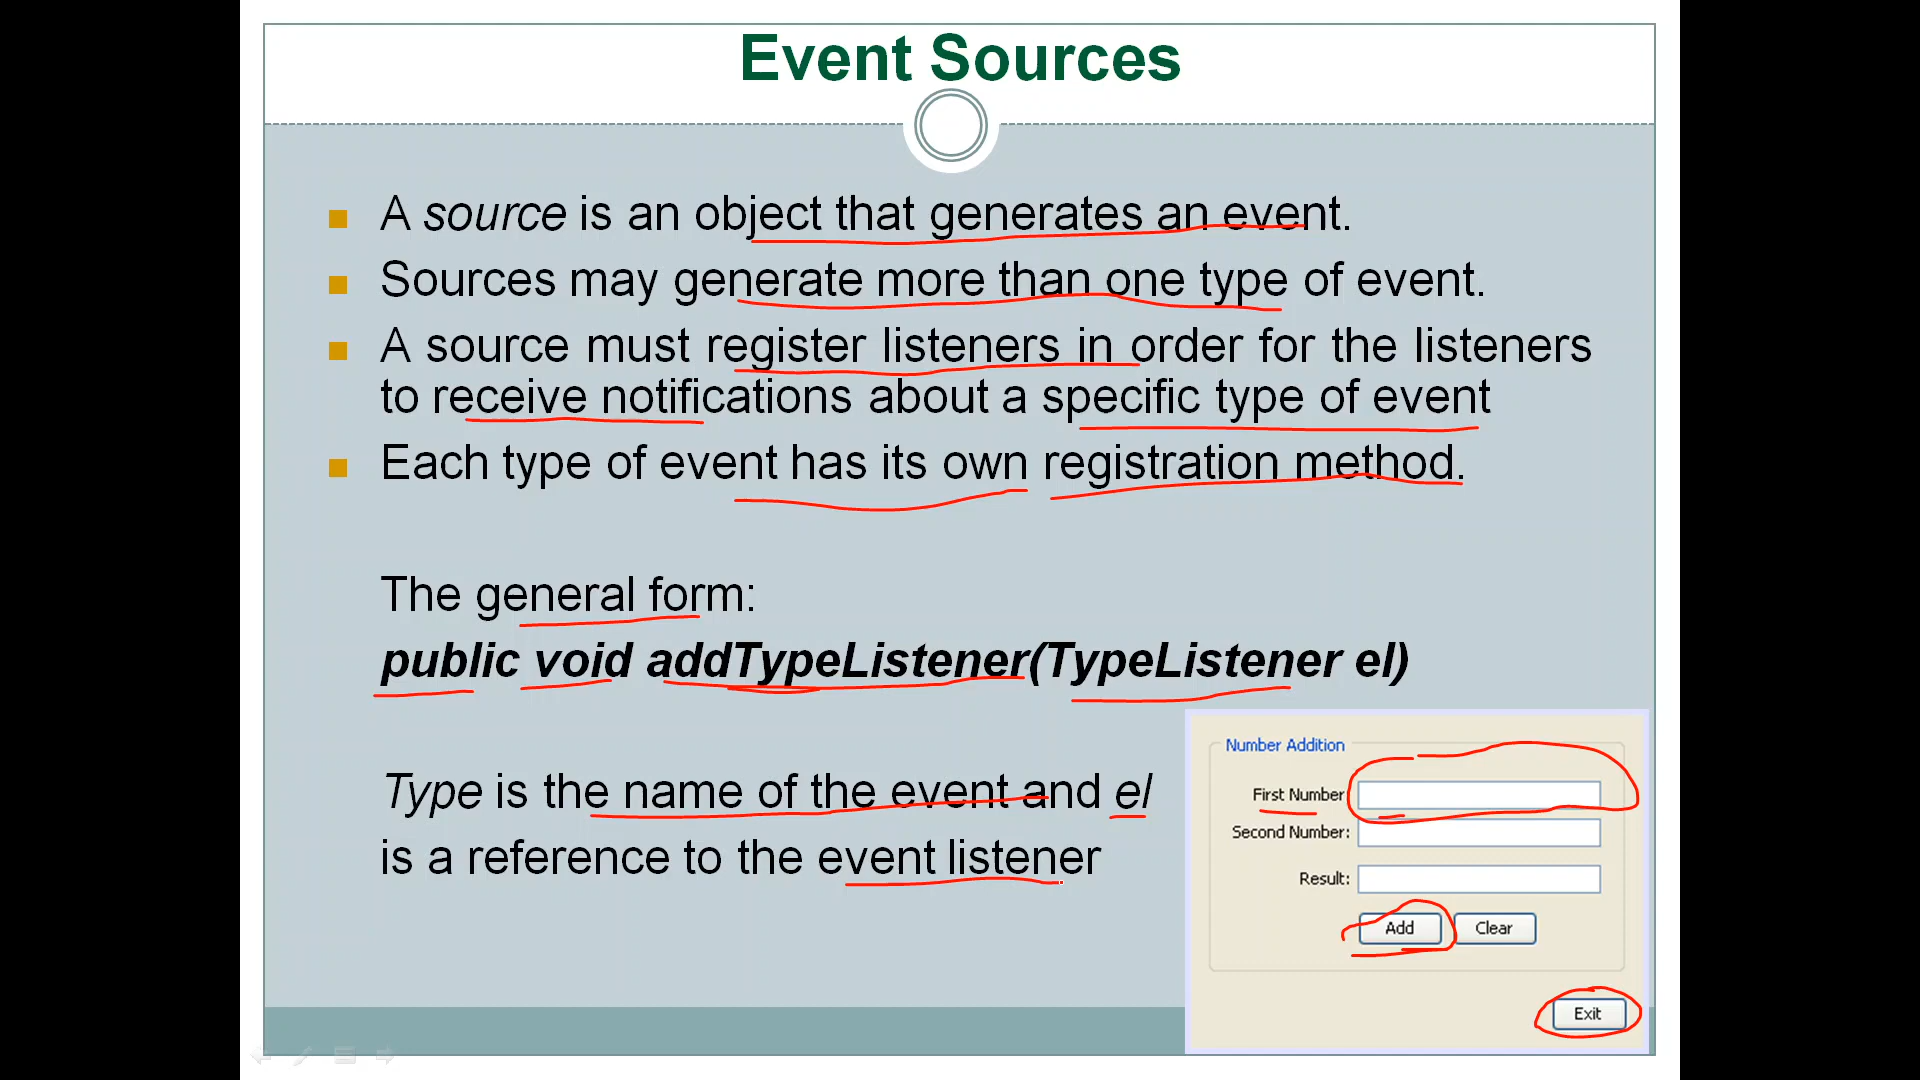 Event Sources
A source is an object that generates an event.
Sources may generate more than one type of event.
A source must register listeners in order for the listeners
to receive notifications about a specific type of event
Each type of event has its own registration method.
The general form:
public void addTypeListener(TypeListener el)
Type is the name of the event and el
is a reference to the event listener
Number Addition
First Number
Second Number:
Result:
Add Clear
Exit